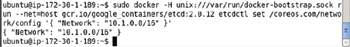 ubuntu@ip-172-30-1-189:~$ sudo docker -H unix:///var/run/docker-bootstrap.sock r
un --net=host gcr.io/google_containers/etcd:2.0.12 etcdctl set /coreos.com/netwo
rk/config '{ "Network": "10.1.0.0/16" }'
{ "Network": "10.1.0.0/16" }
ubuntu@ip-172-30-1-189:~$